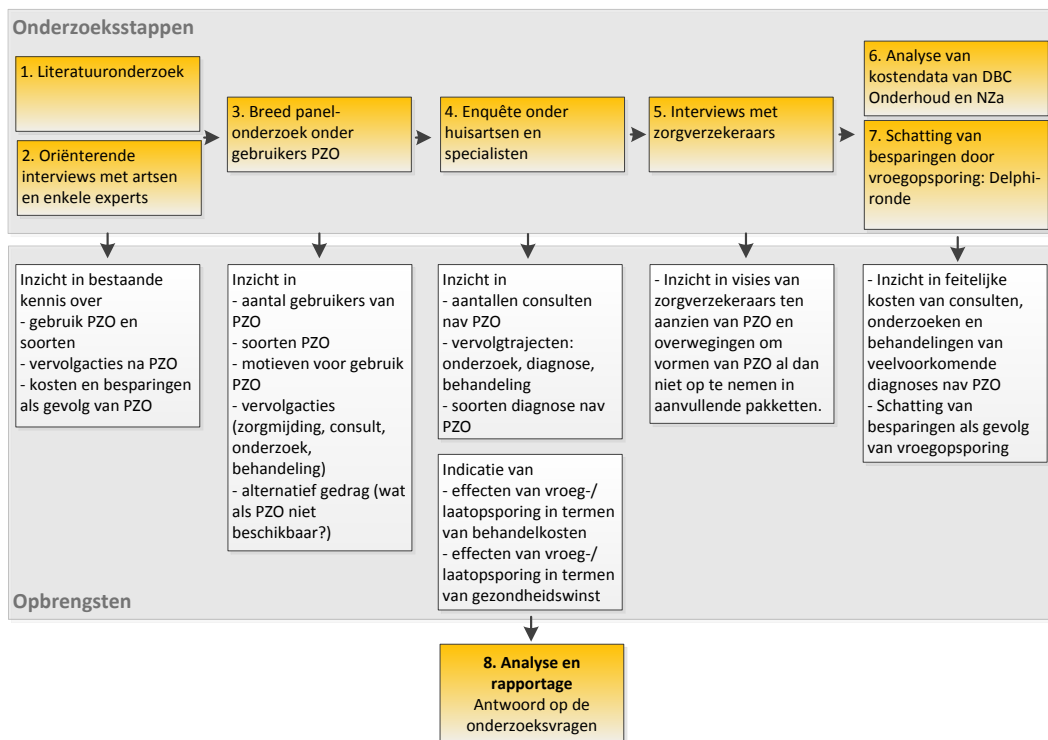 Onderzoeksstappen
1. Literatuuronderzoek
2. Oriënterende
interviews met artsen
en enkele experts
3. Breed panel-
onderzoek onder
gebruikers PZO
4. Enquête onder
huisartsen en
specialisten
5. Interviews met
zorgverzekeraars
6. Analyse van
kostendata van DBC
Onderhoud en NZa
7. Schatting van
besparingen door
vroegopsporing: Delphi-
ronde
Inzicht in bestaande
kennis over
- gebruik PZO en
soorten
- vervolgacties na PZO
- kosten en besparingen
als gevolg van PZO
Inzicht in
- aantal gebruikers van
PZO
- soorten PZO
- motieven voor gebruik
PZO
- vervolgacties
(zorgmijding, consult,
onderzoek,
behandeling)
- alternatief gedrag (wat
als PZO niet
beschikbaar?)
Inzicht in
- aantallen consulten
nav PZO
- vervolgtrajecten:
onderzoek, diagnose,
behandeling
- soorten diagnose nav
PZO
Indicatie van
- effecten van vroeg-/
laatopsporing in termen
van behandelkosten
- effecten van vroeg-/
laatopsporing in termen
van gezondheidswinst
- Inzicht in visies van
zorgverzekeraars ten
aanzien van PZO en
overwegingen om
vormen van PZO al dan
niet op te nemen in
aanvullende pakketten.
- Inzicht in feitelijke
kosten van consulten,
onderzoeken en
behandelingen van
veelvoorkomende
diagnoses nav PZO
- Schatting van
besparingen als gevolg
van vroegopsporing
Opbrengsten
8. Analyse en
rapportage
Antwoord op de
onderzoeksvragen